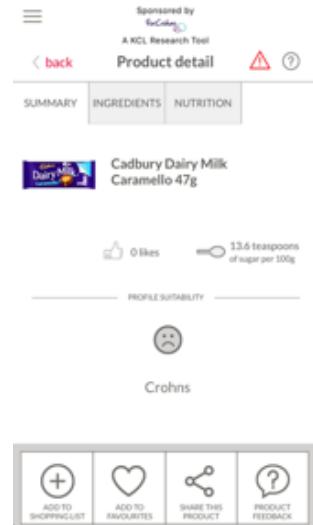 Sponsored by
ForCrohns
A KCL Research Tool
< back Product detail
SUMMARY INGREDIENTS NUTRITION
Cadbury
Dairy Milk
Cadbury Dairy Milk
Caramello 47g
0 likes
13.6 teaspoons
of sugar per 100g
PROFILE SUITABILITY
Crohns
ADD TO
SHOPPING LIST
ADD TO
FAVOURITES
SHARE THIS
PRODUCT
PRODUCT
FEEDBACK